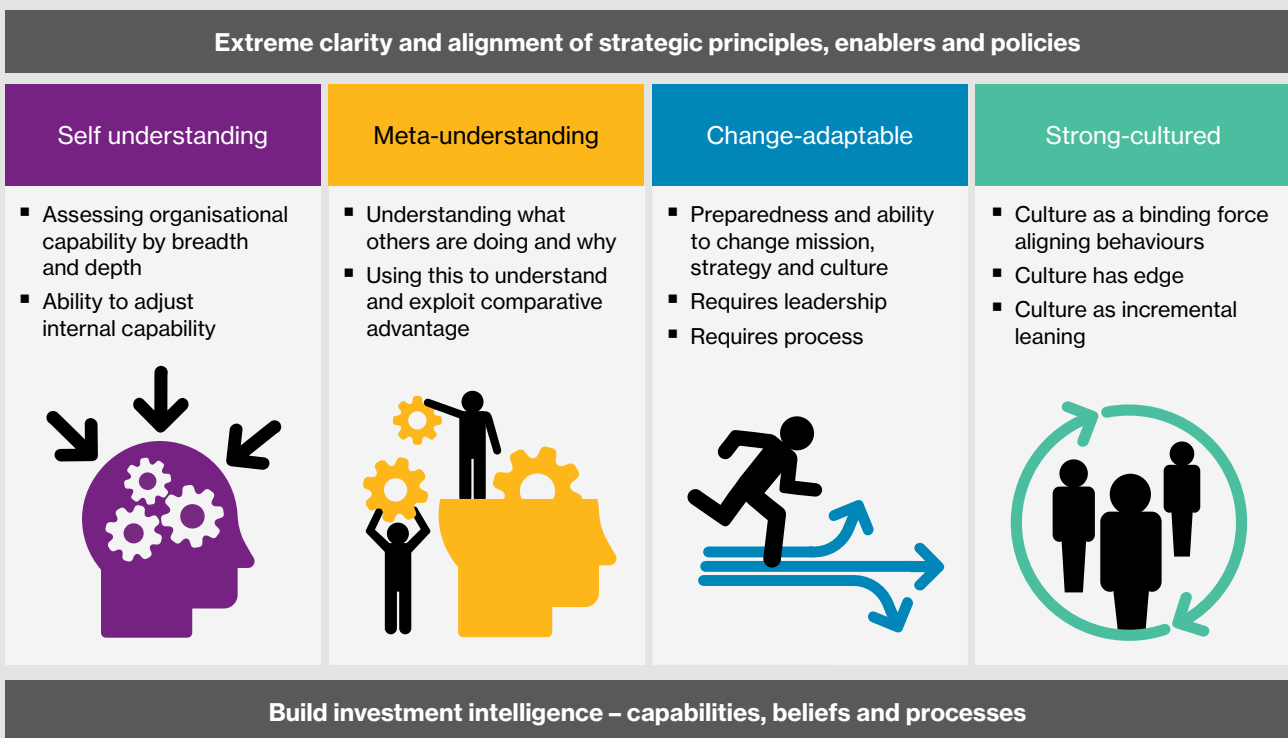 Extreme clarity and alignment of strategic principles, enablers and policies
Self understanding
▪ Assessing organisational
capability by breadth
and depth
▪ Ability to adjust
internal capability
Meta-understanding
▪ Understanding what
others are doing and why
▪ Using this to understand
and exploit comparative
advantage
Change-adaptable
▪ Preparedness and ability
to change mission,
strategy and culture
▪ Requires leadership
▪ Requires process
Strong-cultured
▪ Culture as a binding force
aligning behaviours
▪ Culture has edge
▪ Culture as incremental
leaning
Build investment intelligence – capabilities, beliefs and processes